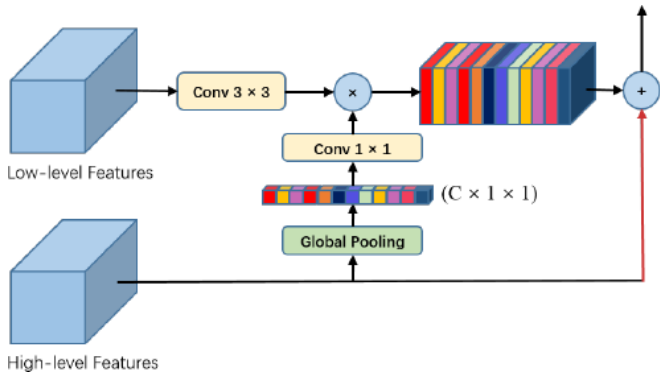 Conv 3 × 3
×
+
Conv 1 × 1
Low-level Features
(C × 1 × 1)
Global Pooling
High-level Features